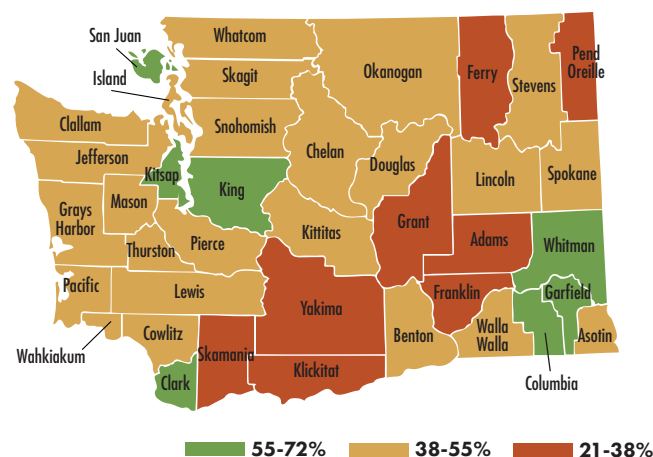 San Juan
Whatcom
Island
Skagit
Okanogan
Ferry
Stevens
Pend
Oreille
Clallam
Snohomish
Jefferson
Chelan
Douglas
Kitsap
King
Lincoln
Spokane
Mason
Grays
Harbor
Grant
Kittitas
Adams
Whitman
Thurston
Pierce
Pacific
Lewis
Yakima
Franklin
Garfield
Wahkiakum
Cowlitz
Skamania
Benton
Walla
Walla
Asotin
Klickitat
Clark
Columbia
55-72%
38-55%
21-38%